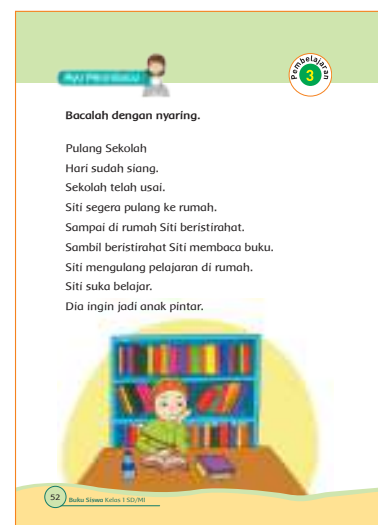 Ayo Membaca
Pembelajaran
3
Bacalah dengan nyaring.
Pulang Sekolah
Hari sudah siang.
Sekolah telah usai.
Siti segera pulang ke rumah.
Sampai di rumah Siti beristirahat.
Sambil beristirahat Siti membaca buku.
Siti mengulang pelajaran di rumah.
Siti suka belajar.
Dia ingin jadi anak pintar.
52 Buku Siswa Kelas 1 SD/MI